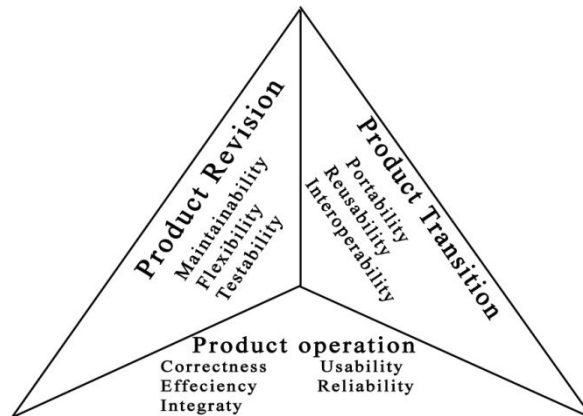 Product Revision
Maintainability
Flexibility
Testability
Product Transition
Portability
Reusability
Interoperability
Product operation
Correctness Usability
Effeciency Reliability
Integraty